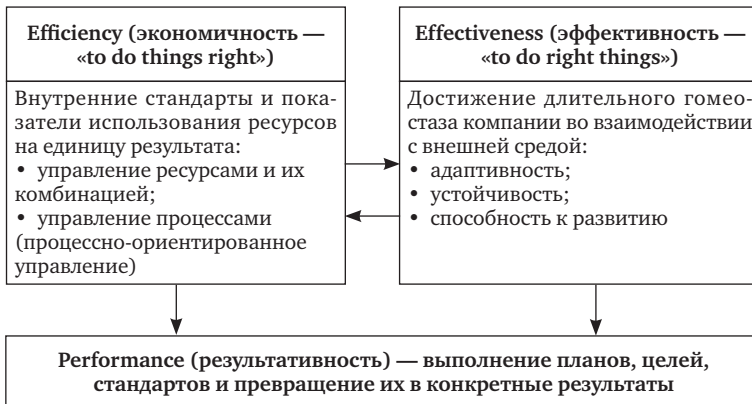 Efficiency (экономичность —
«to do things right»)
Внутренние стандарты и пока-
затели использования ресурсов
на единицу результата:
• управление ресурсами и их
комбинацией;
• управление процессами
(процессно-ориентированное
управление)
Effectiveness (эффективность —
«to do right things»)
Достижение длительного гомео-
стаза компании во взаимодействии
с внешней средой:
• адаптивность;
• устойчивость;
• способность к развитию
Performance (результативность) — выполнение планов, целей,
стандартов и превращение их в конкретные результаты